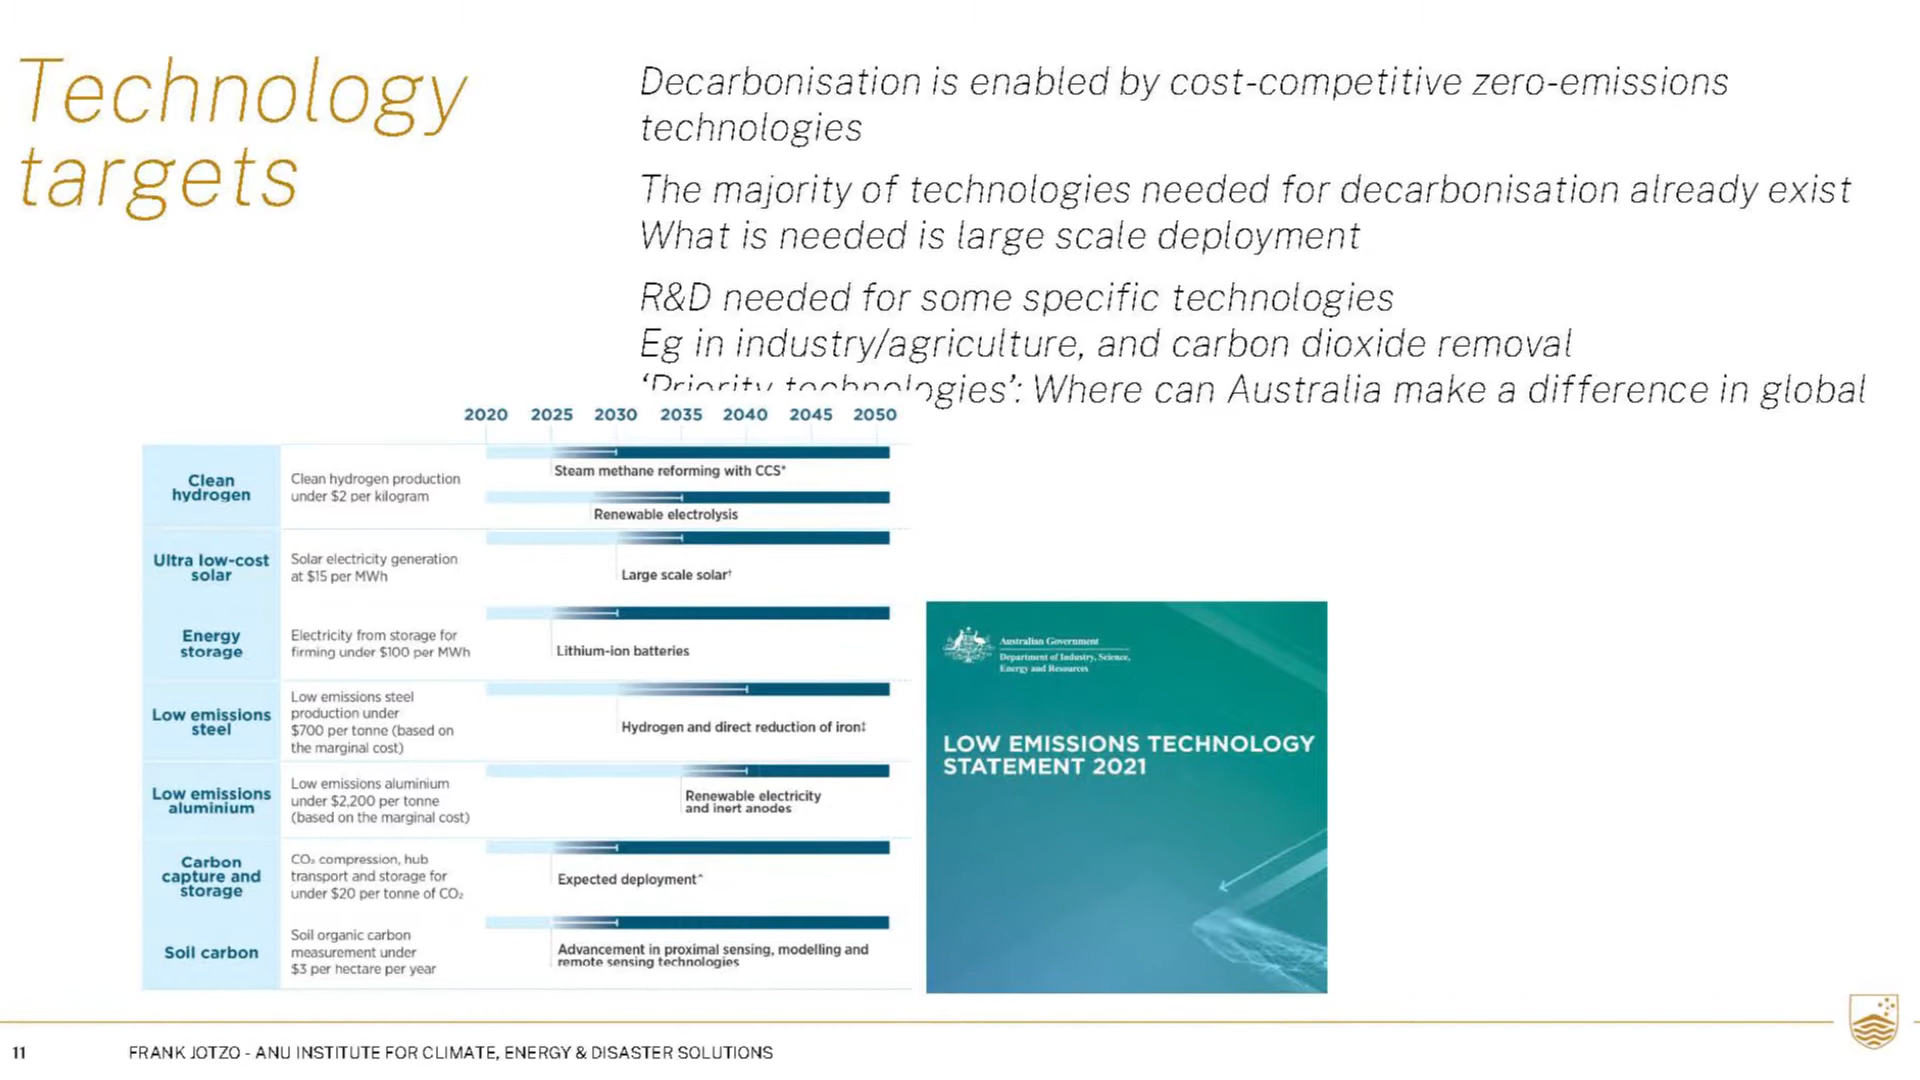 Technology
targets
Decarbonisation is enabled by cost-competitive zero-emissions
technologies
The majority of technologies needed for decarbonisation already exist
What is needed is large scale deployment
R&D needed for some specific technologies
Eg in industry/agriculture, and carbon dioxide removal
‘Priority technologies’: Where can Australia make a difference in global
2020 2025 2030 2035 2040 2045 2050
Clean
hydrogen
Clean hydrogen production
under $2 per kilogram
Steam methane reforming with CCS*
Renewable electrolysis
Ultra low-cost
solar
Solar electricity generation
at $15 per MWh
Large scale solar†
Energy
storage
Electricity from storage for
firming under $100 per MWh
Lithium-ion batteries
Low emissions
steel
Low emissions steel
production under
$700 per tonne (based on
the marginal cost)
Hydrogen and direct reduction of iron‡
Low emissions
aluminium
Low emissions aluminium
under $2,200 per tonne
(based on the marginal cost)
Renewable electricity
and inert anodes
Carbon
capture and
storage
CO₂ compression, hub
transport and storage for
under $20 per tonne of CO₂
Expected deployment^
Soil carbon
Soil organic carbon
measurement under
$3 per hectare per year
Advancement in proximal sensing, modelling and
remote sensing technologies
Australian Government
Department of Industry, Science,
Energy and Resources
LOW EMISSIONS TECHNOLOGY
STATEMENT 2021
11
FRANK JOTZO - ANU INSTITUTE FOR CLIMATE, ENERGY & DISASTER SOLUTIONS